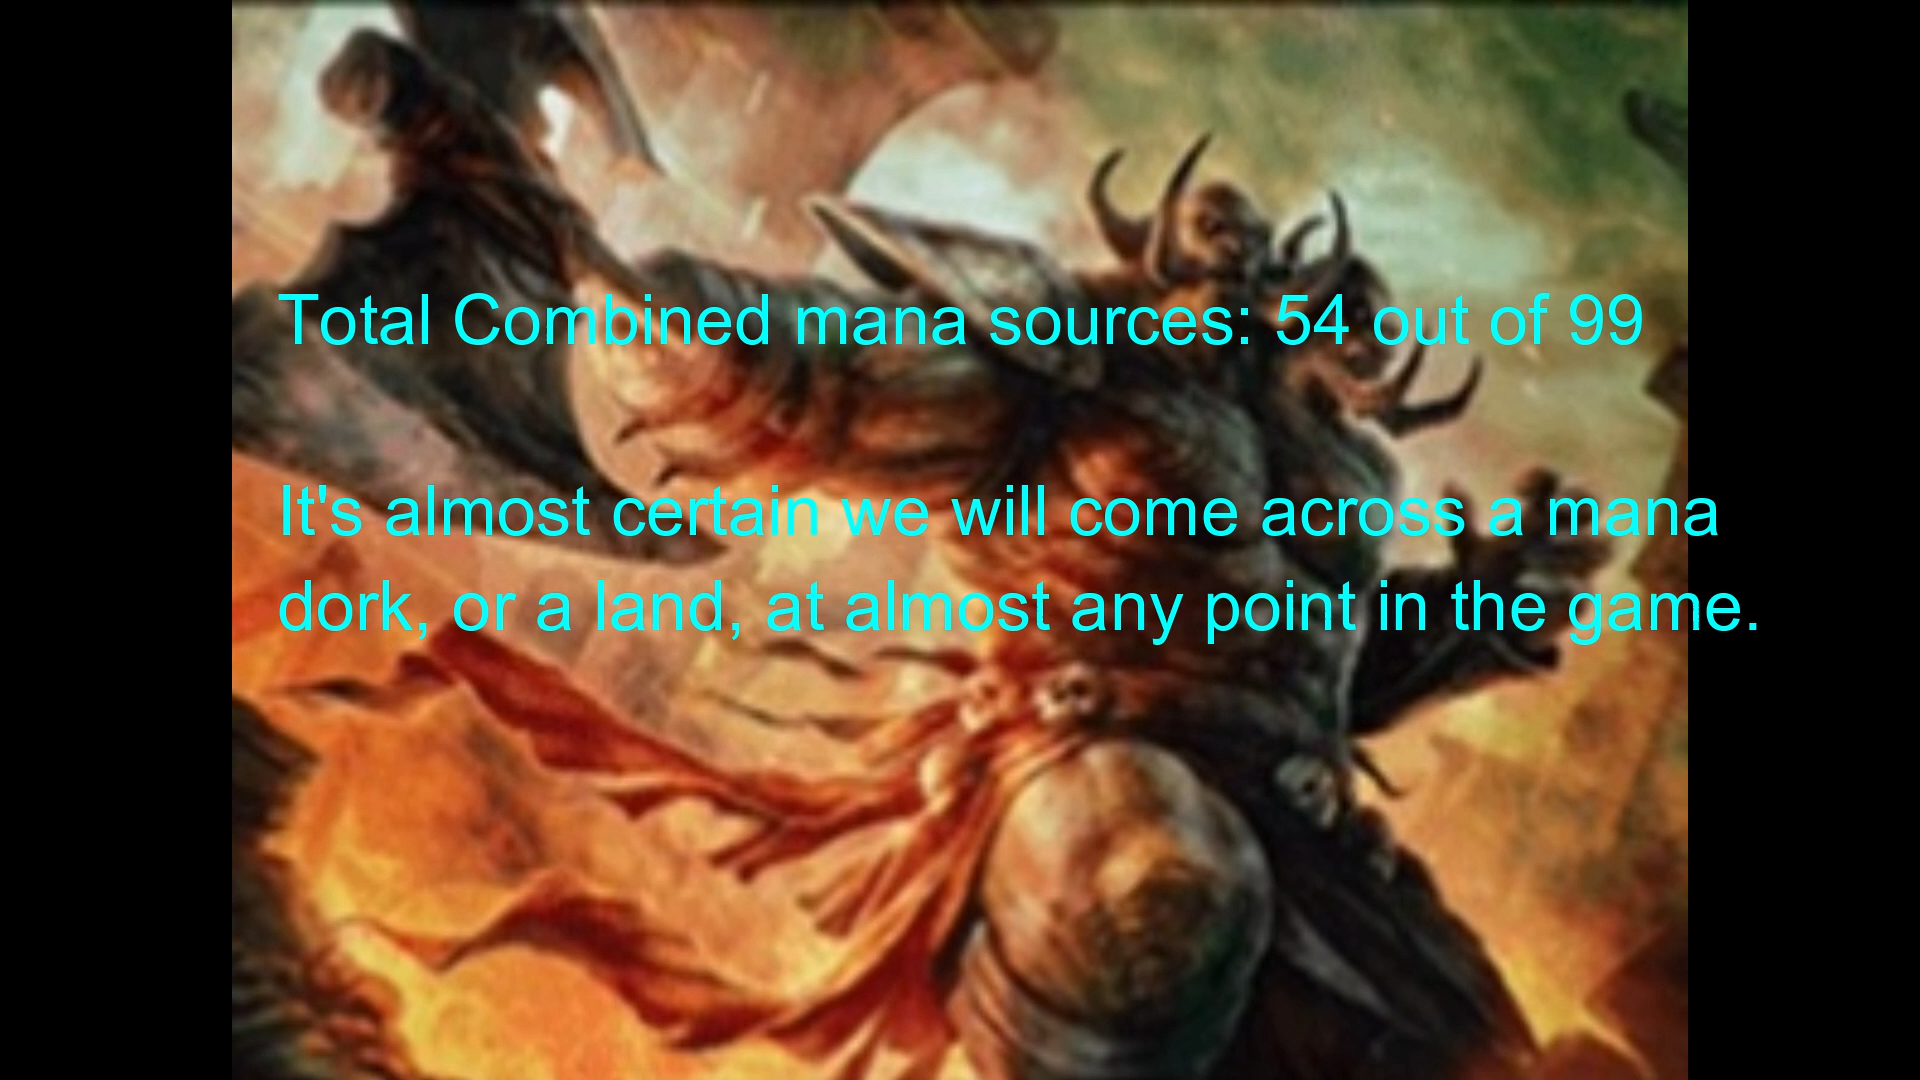 Total Combined mana sources: 54 out of 99
It's almost certain we will come across a mana
dork, or a land, at almost any point in the game.